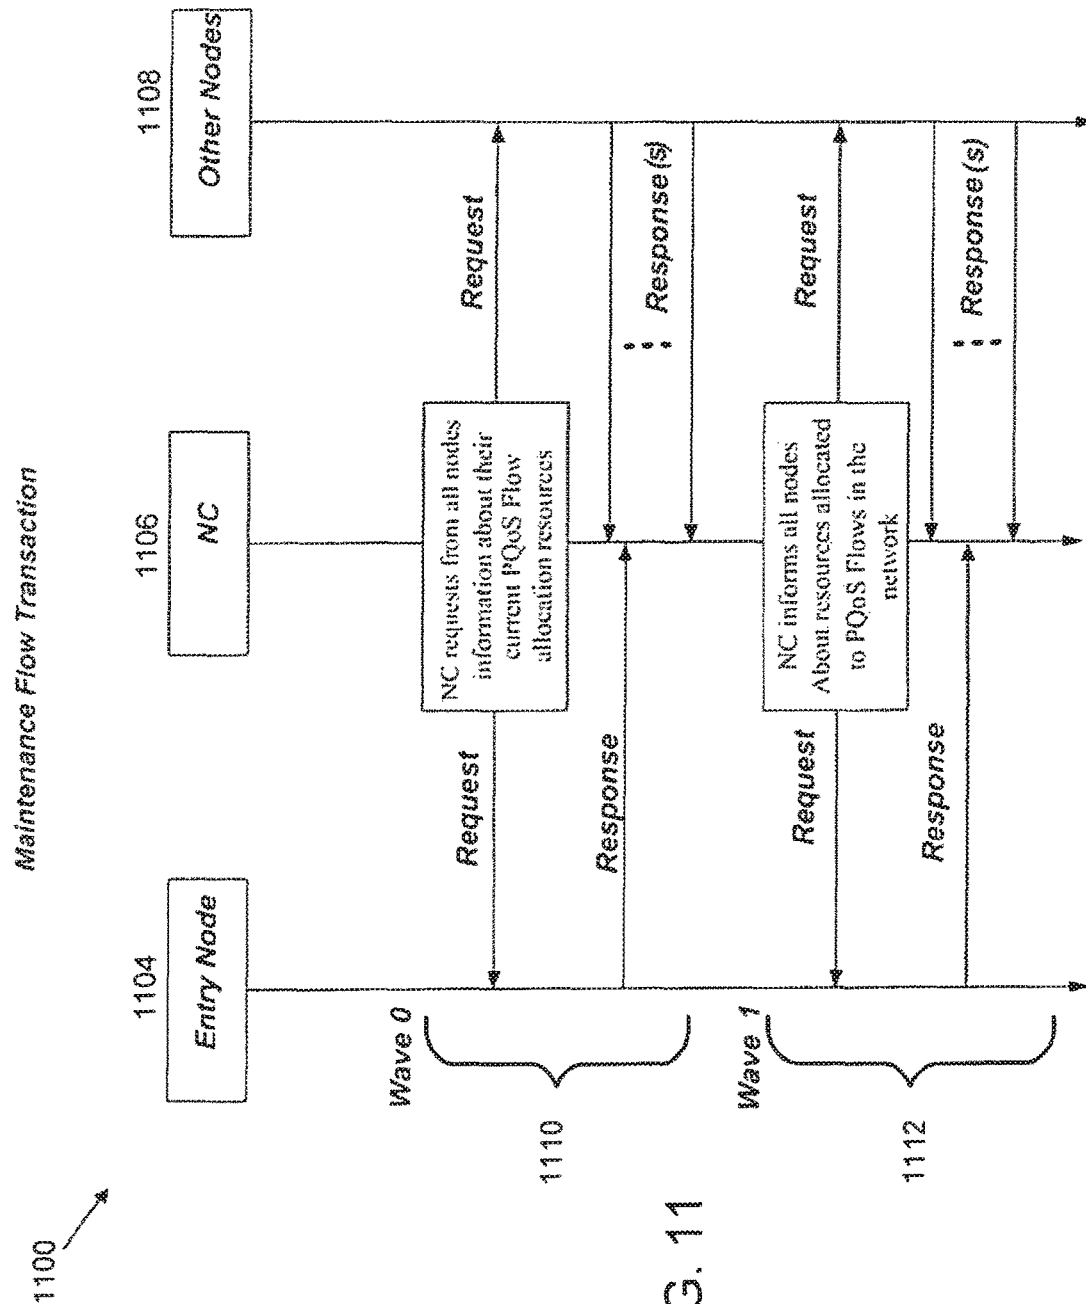 Maintenance Flow Transaction
1100
1104
1106
1108
Entry Node
NC
Other Nodes
Wave 0
1110
NC requests from all nodes
information about their
current PQoS Flow
allocation resources
Request
Request
Response
Response(s)
Wave 1
1112
NC informs all nodes
About resources allocated
to PQoS Flows in the
network
Request
Request
Response
Response(s)
G. 11